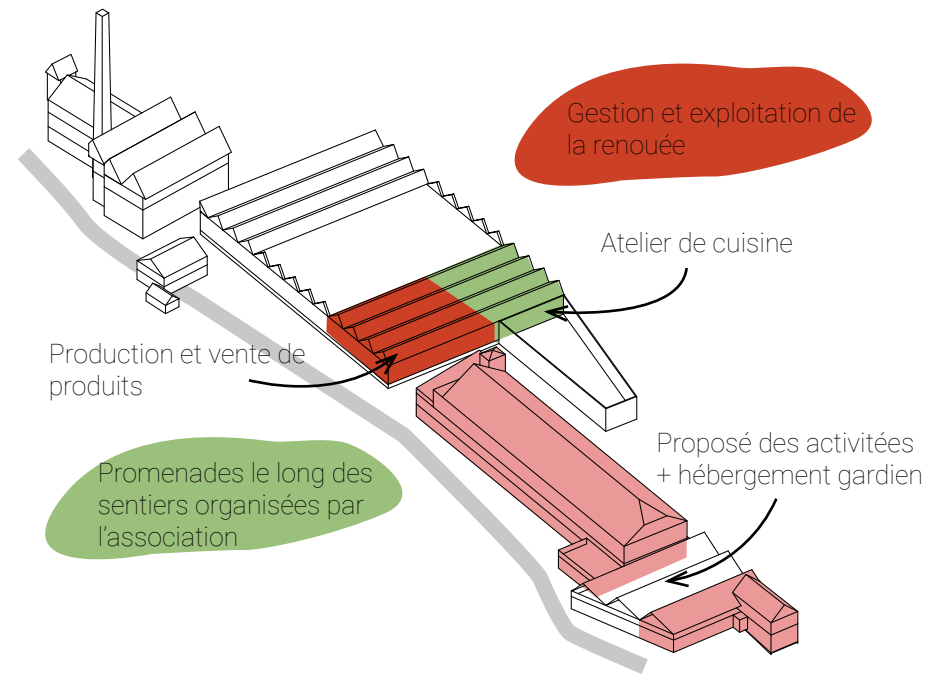 Gestion et exploitation de
la renouée
Atelier de cuisine
Production et vente de
produits
Proposé des activitées
+ hébergement gardien
Promenades le long des
sentiers organisées par
l'association